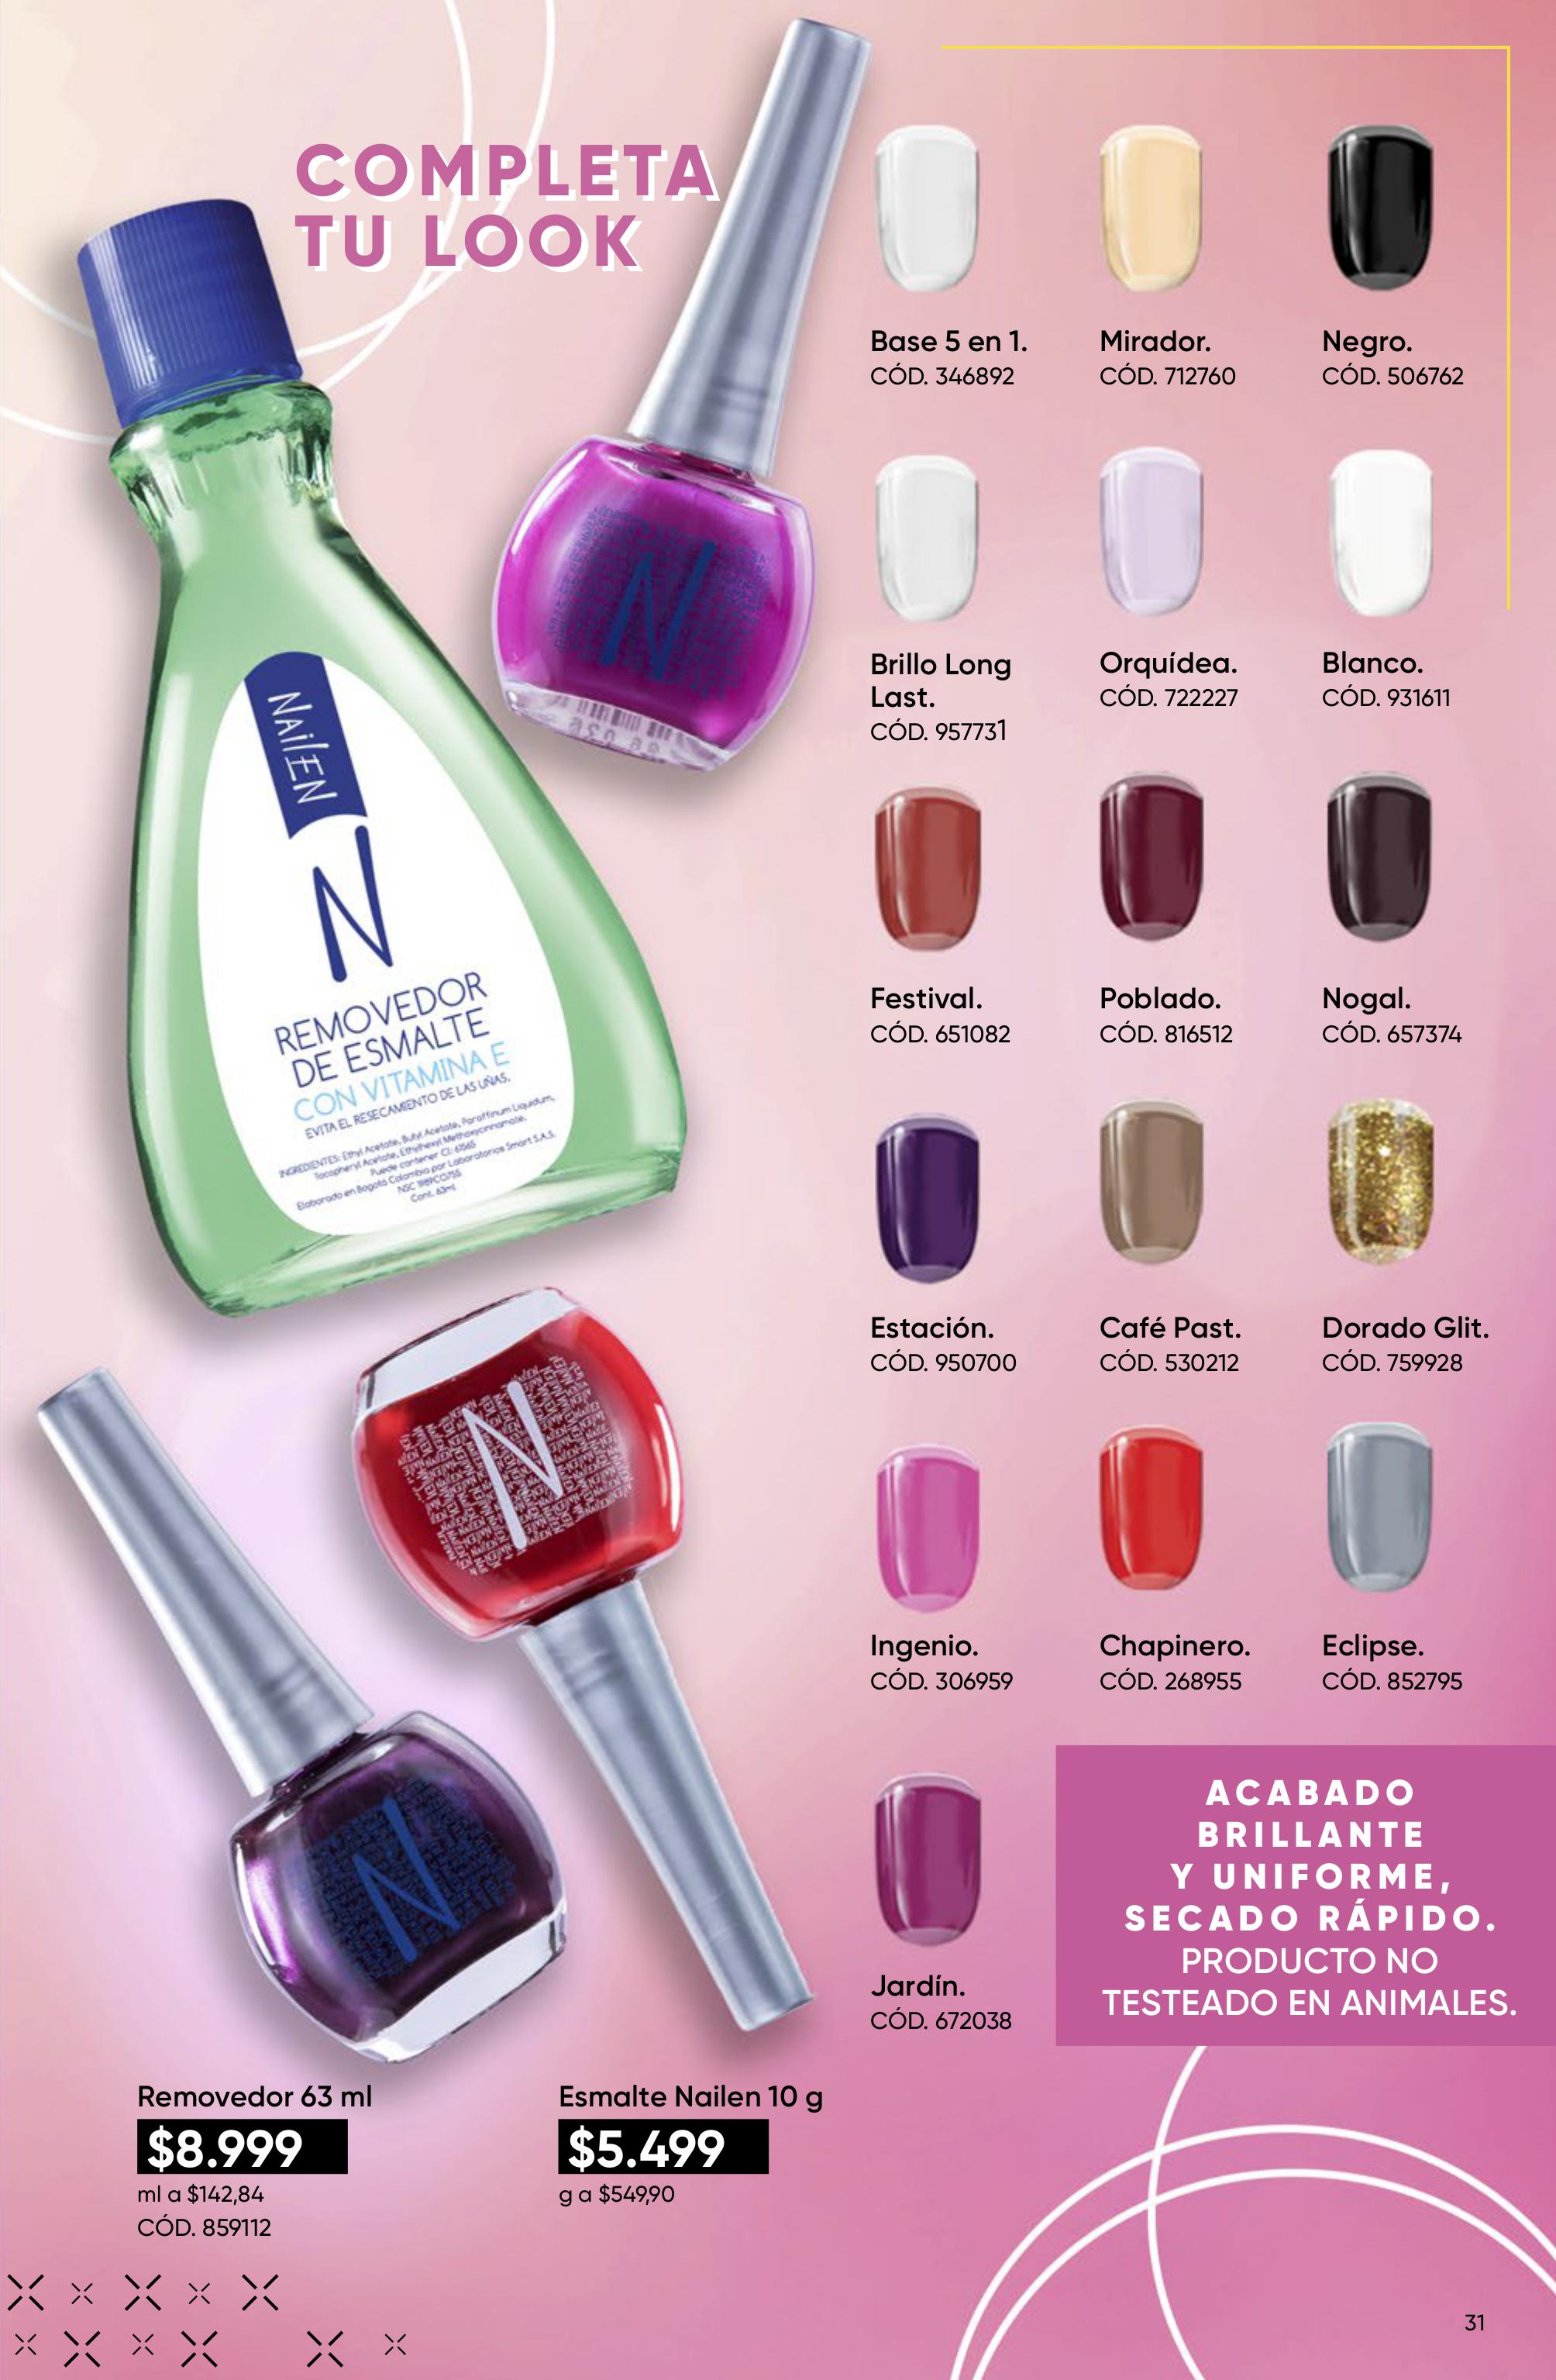 COMPLETA
TU LOOK
NAilEN
N
REMOVEDOR
DE ESMALTE
CON VITAMINA E
EVITA EL RESECAMIENTO DE LAS UÑAS.
INGREDIENTES: Ethyl Acetate, Butyl Acetate, Paraffinum Liquidum,
Tocopheryl Acetate, Ethylhexyl Methoxycinnamate.
Puede contener CI: 61565
Elaborado en Bogotá Colombia por Laboratorios Smart S.A.S.
Cont. 63ml
N
N
N
Base 5 en 1.
CÓD. 346892
Mirador.
CÓD. 712760
Negro.
CÓD. 506762
Brillo Long
Last.
CÓD. 957731
Orquídea.
CÓD. 722227
Blanco.
CÓD. 931611
Festival.
CÓD. 651082
Poblado.
CÓD. 816512
Nogal.
CÓD. 657374
Estación.
CÓD. 950700
Café Past.
CÓD. 530212
Dorado Glit.
CÓD. 759928
Ingenio.
CÓD. 306959
Chapinero.
CÓD. 268955
Eclipse.
CÓD. 852795
Jardín.
CÓD. 672038
ACABADO
BRILLANTE
Y UNIFORME,
SECADO RÁPIDO.
PRODUCTO NO
TESTEADO EN ANIMALES.
Removedor 63 ml
$8.999
ml a $142,84
CÓD. 859112
Esmalte Nailen 10 g
$5.499
g a $549,90
31